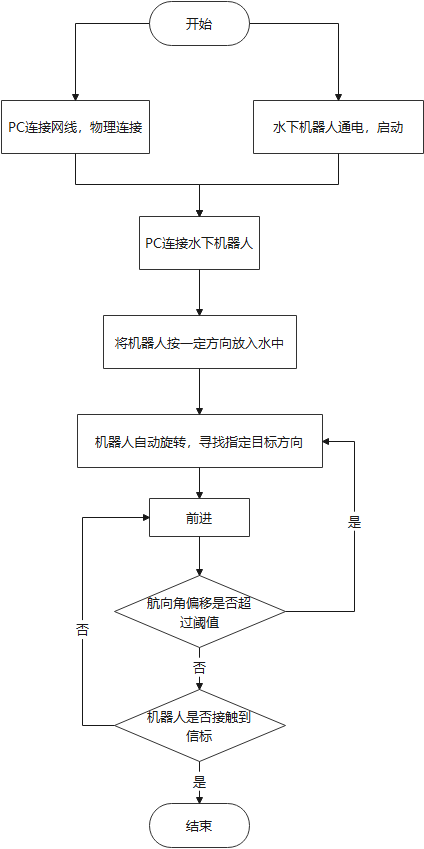 开始
PC连接网线，物理连接
水下机器人通电，启动
PC连接水下机器人
将机器人按一定方向放入水中
机器人自动旋转，寻找指定目标方向
前进
是
航向角偏移是否超
过阈值
否
否
机器人是否接触到
信标
是
结束